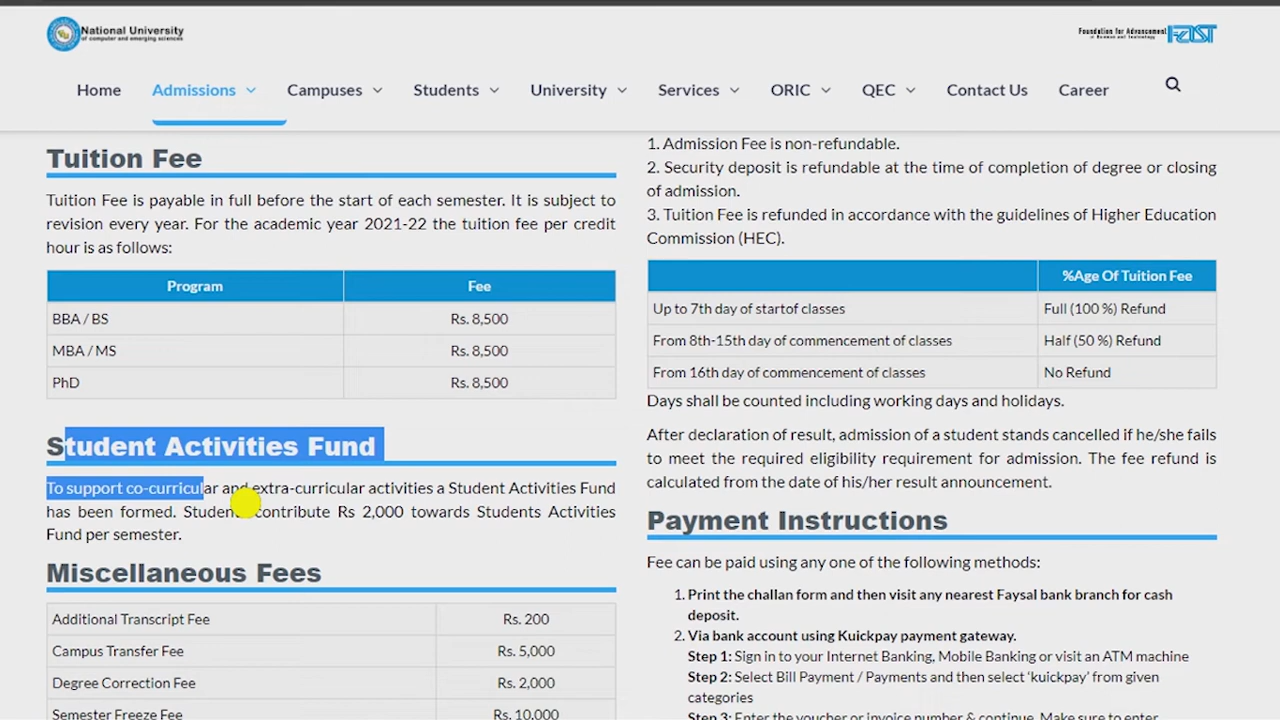 National University
of computer and emerging sciences
Foundation for Advancement
of Science and Technology
FAST
Home
Admissions
Campuses
Students
University
Services
ORIC
QEC
Contact Us
Career
Tuition Fee
Tuition Fee is payable in full before the start of each semester. It is subject to
revision every year. For the academic year 2021-22 the tuition fee per credit
hour is as follows:
Program Fee
BBA / BS Rs. 8,500
MBA / MS Rs. 8,500
PhD Rs. 8,500
Student Activities Fund
To support co-curricular and extra-curricular activities a Student Activities Fund
has been formed. Student contribute Rs 2,000 towards Students Activities
Fund per semester.
Miscellaneous Fees
Additional Transcript Fee Rs. 200
Campus Transfer Fee Rs. 5,000
Degree Correction Fee Rs. 2,000
Semester Freeze Fee Rs. 10,000
1. Admission Fee is non-refundable.
2. Security deposit is refundable at the time of completion of degree or closing
of admission.
3. Tuition Fee is refunded in accordance with the guidelines of Higher Education
Commission (HEC).
%Age Of Tuition Fee
Up to 7th day of startof classes Full (100 %) Refund
From 8th-15th day of commencement of classes Half (50 %) Refund
From 16th day of commencement of classes No Refund
Days shall be counted including working days and holidays.
After declaration of result, admission of a student stands cancelled if he/she fails
to meet the required eligibility requirement for admission. The fee refund is
calculated from the date of his/her result announcement.
Payment Instructions
Fee can be paid using any one of the following methods:
1. Print the challan form and then visit any nearest Faysal bank branch for cash
deposit.
2. Via bank account using Kuickpay payment gateway.
Step 1: Sign in to your Internet Banking, Mobile Banking or visit an ATM machine
Step 2: Select Bill Payment / Payments and then select ‘kuickpay’ from given
categories
Step 3: Enter the voucher or invoice number & continue. Make sure to enter